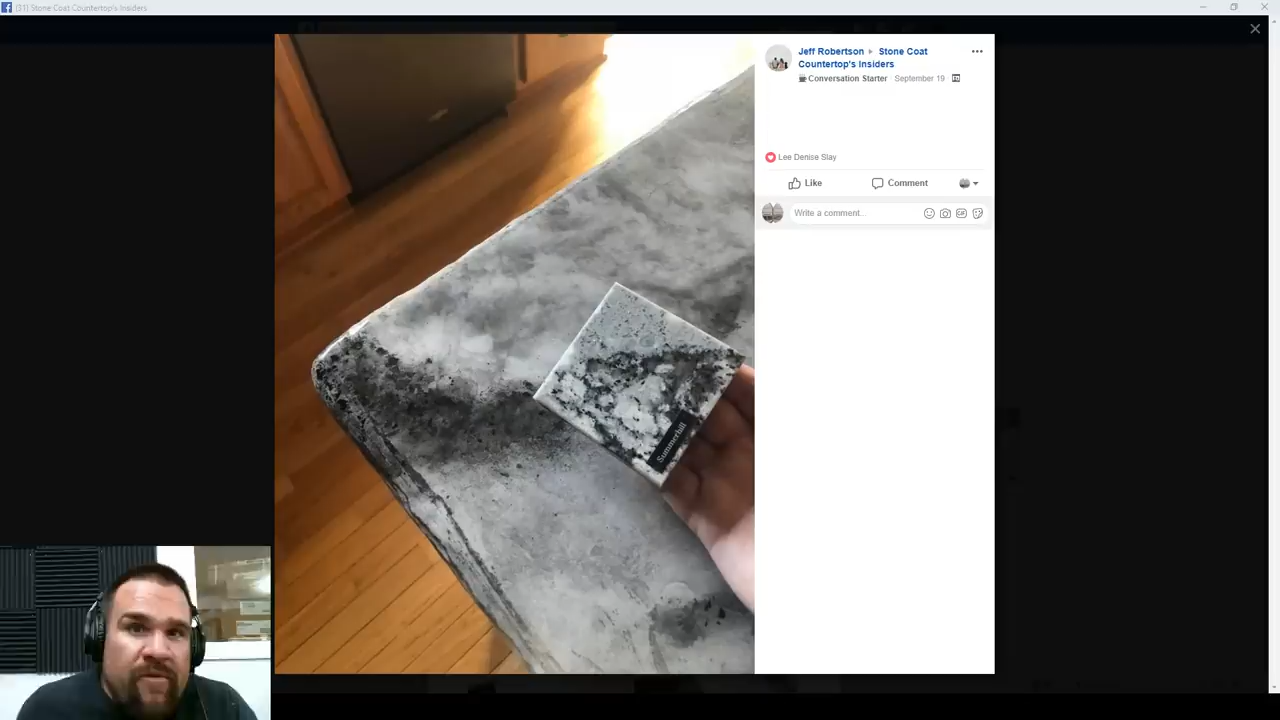 (31) Stone Coat Countertop's Insiders
Jeff Robertson ▸ Stone Coat
Countertop's Insiders
Conversation Starter · September 19
Lee Denise Slay
Like Comment
Write a comment...
GIF
Summerhill